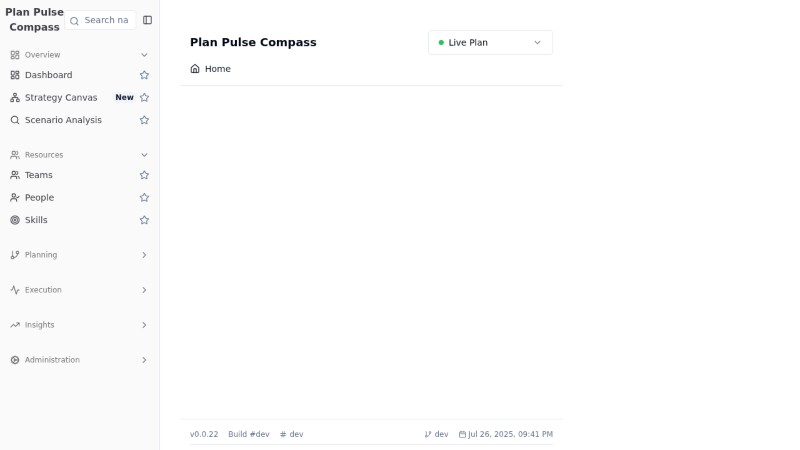 Plan Pulse
Compass
Search na
Overview
Dashboard
Strategy Canvas New
Scenario Analysis
Resources
Teams
People
Skills
Planning
Execution
Insights
Administration
Plan Pulse Compass
Live Plan
Home
v0.0.22 Build #dev # dev
dev Jul 26, 2025, 09:41 PM